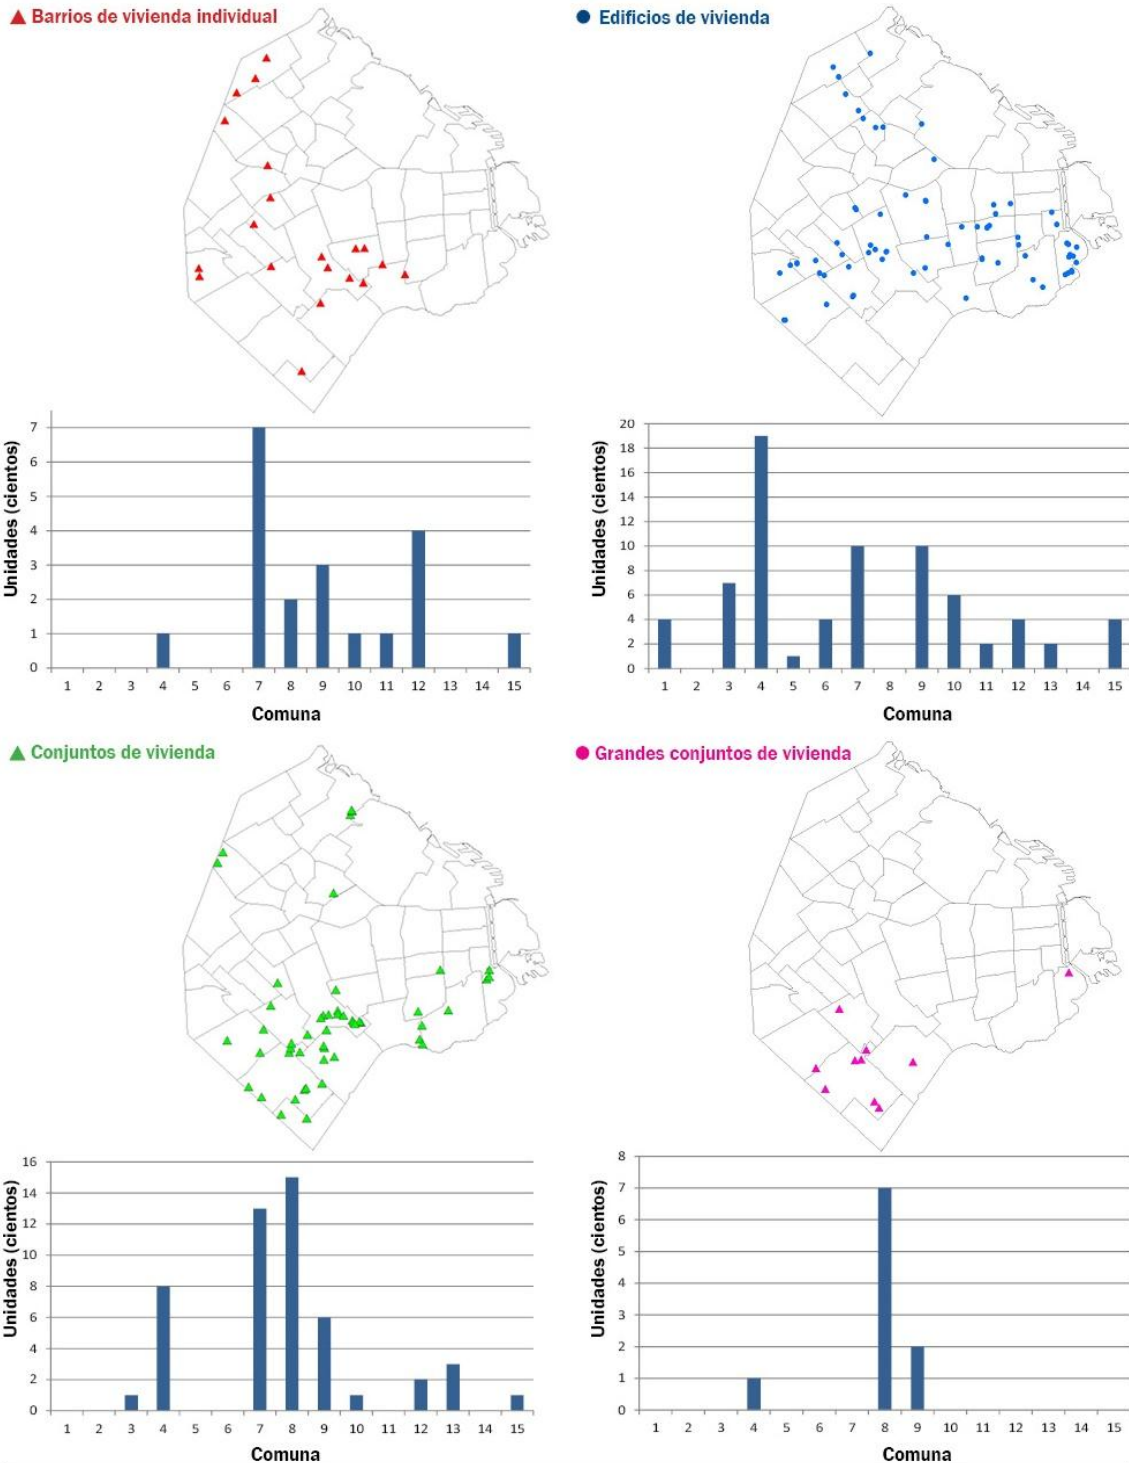 Barrios de vivienda individual
Edificios de vivienda
Unidades (cientos)
7
6
5
4
3
2
1
0
1 2 3 4 5 6 7 8 9 10 11 12 13 14 15
Comuna
Unidades (cientos)
20
18
16
14
12
10
8
6
4
2
0
1 2 3 4 5 6 7 8 9 10 11 12 13 14 15
Comuna
Conjuntos de vivienda
Grandes conjuntos de vivienda
Unidades (cientos)
16
14
12
10
8
6
4
2
0
1 2 3 4 5 6 7 8 9 10 11 12 13 14 15
Comuna
Unidades (cientos)
8
7
6
5
4
3
2
1
0
1 2 3 4 5 6 7 8 9 10 11 12 13 14 15
Comuna